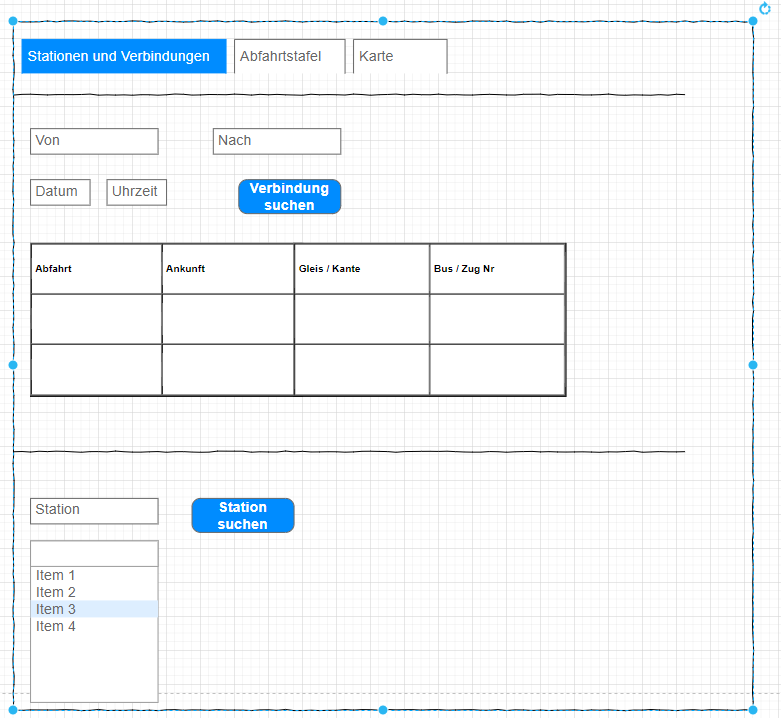 Stationen und Verbindungen Abfahrtstafel Karte
Von Nach
Datum Uhrzeit Verbindung
suchen
Abfahrt Ankunft Gleis / Kante Bus / Zug Nr
Station Station
suchen
Item 1
Item 2
Item 3
Item 4